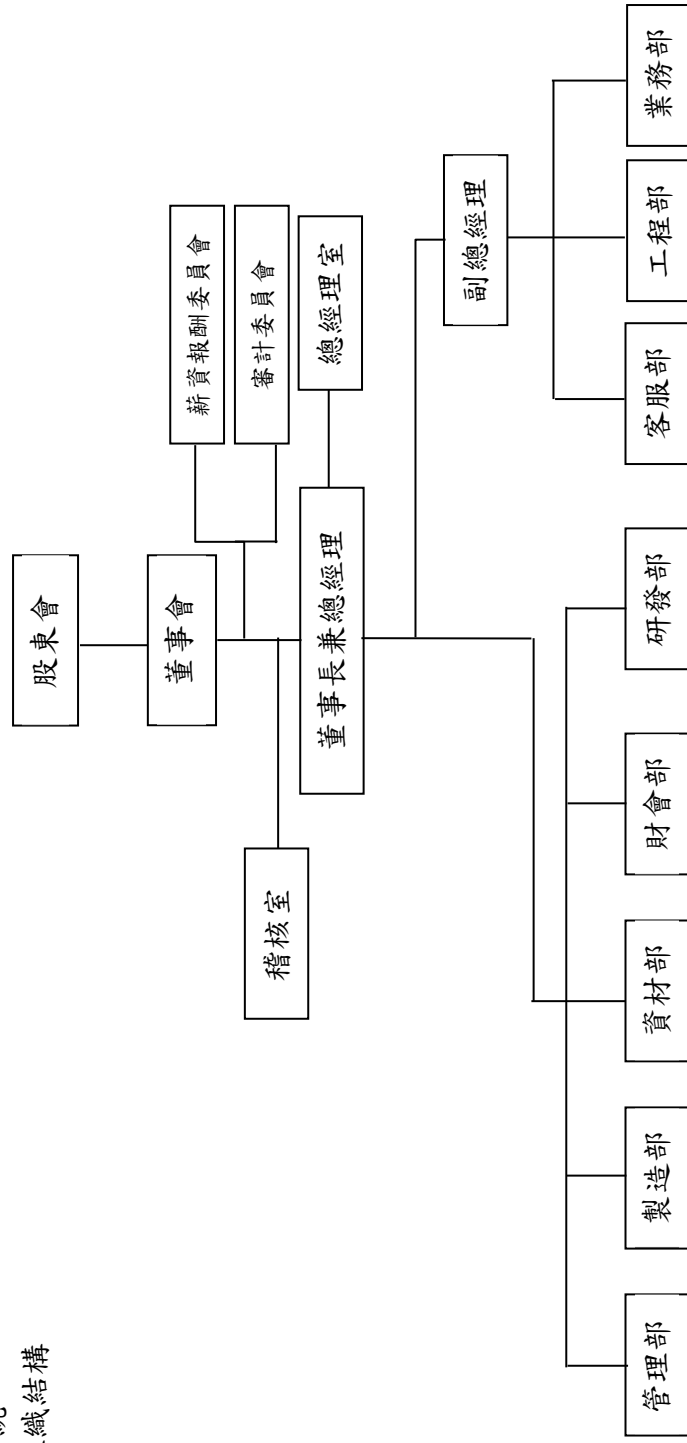 織結構
股東會
董事會
薪資報酬委員會
審計委員會
稽核室
董事長兼總經理
總經理室
副總經理
管理部
製造部
資材部
財會部
研發部
客服部
工程部
業務部